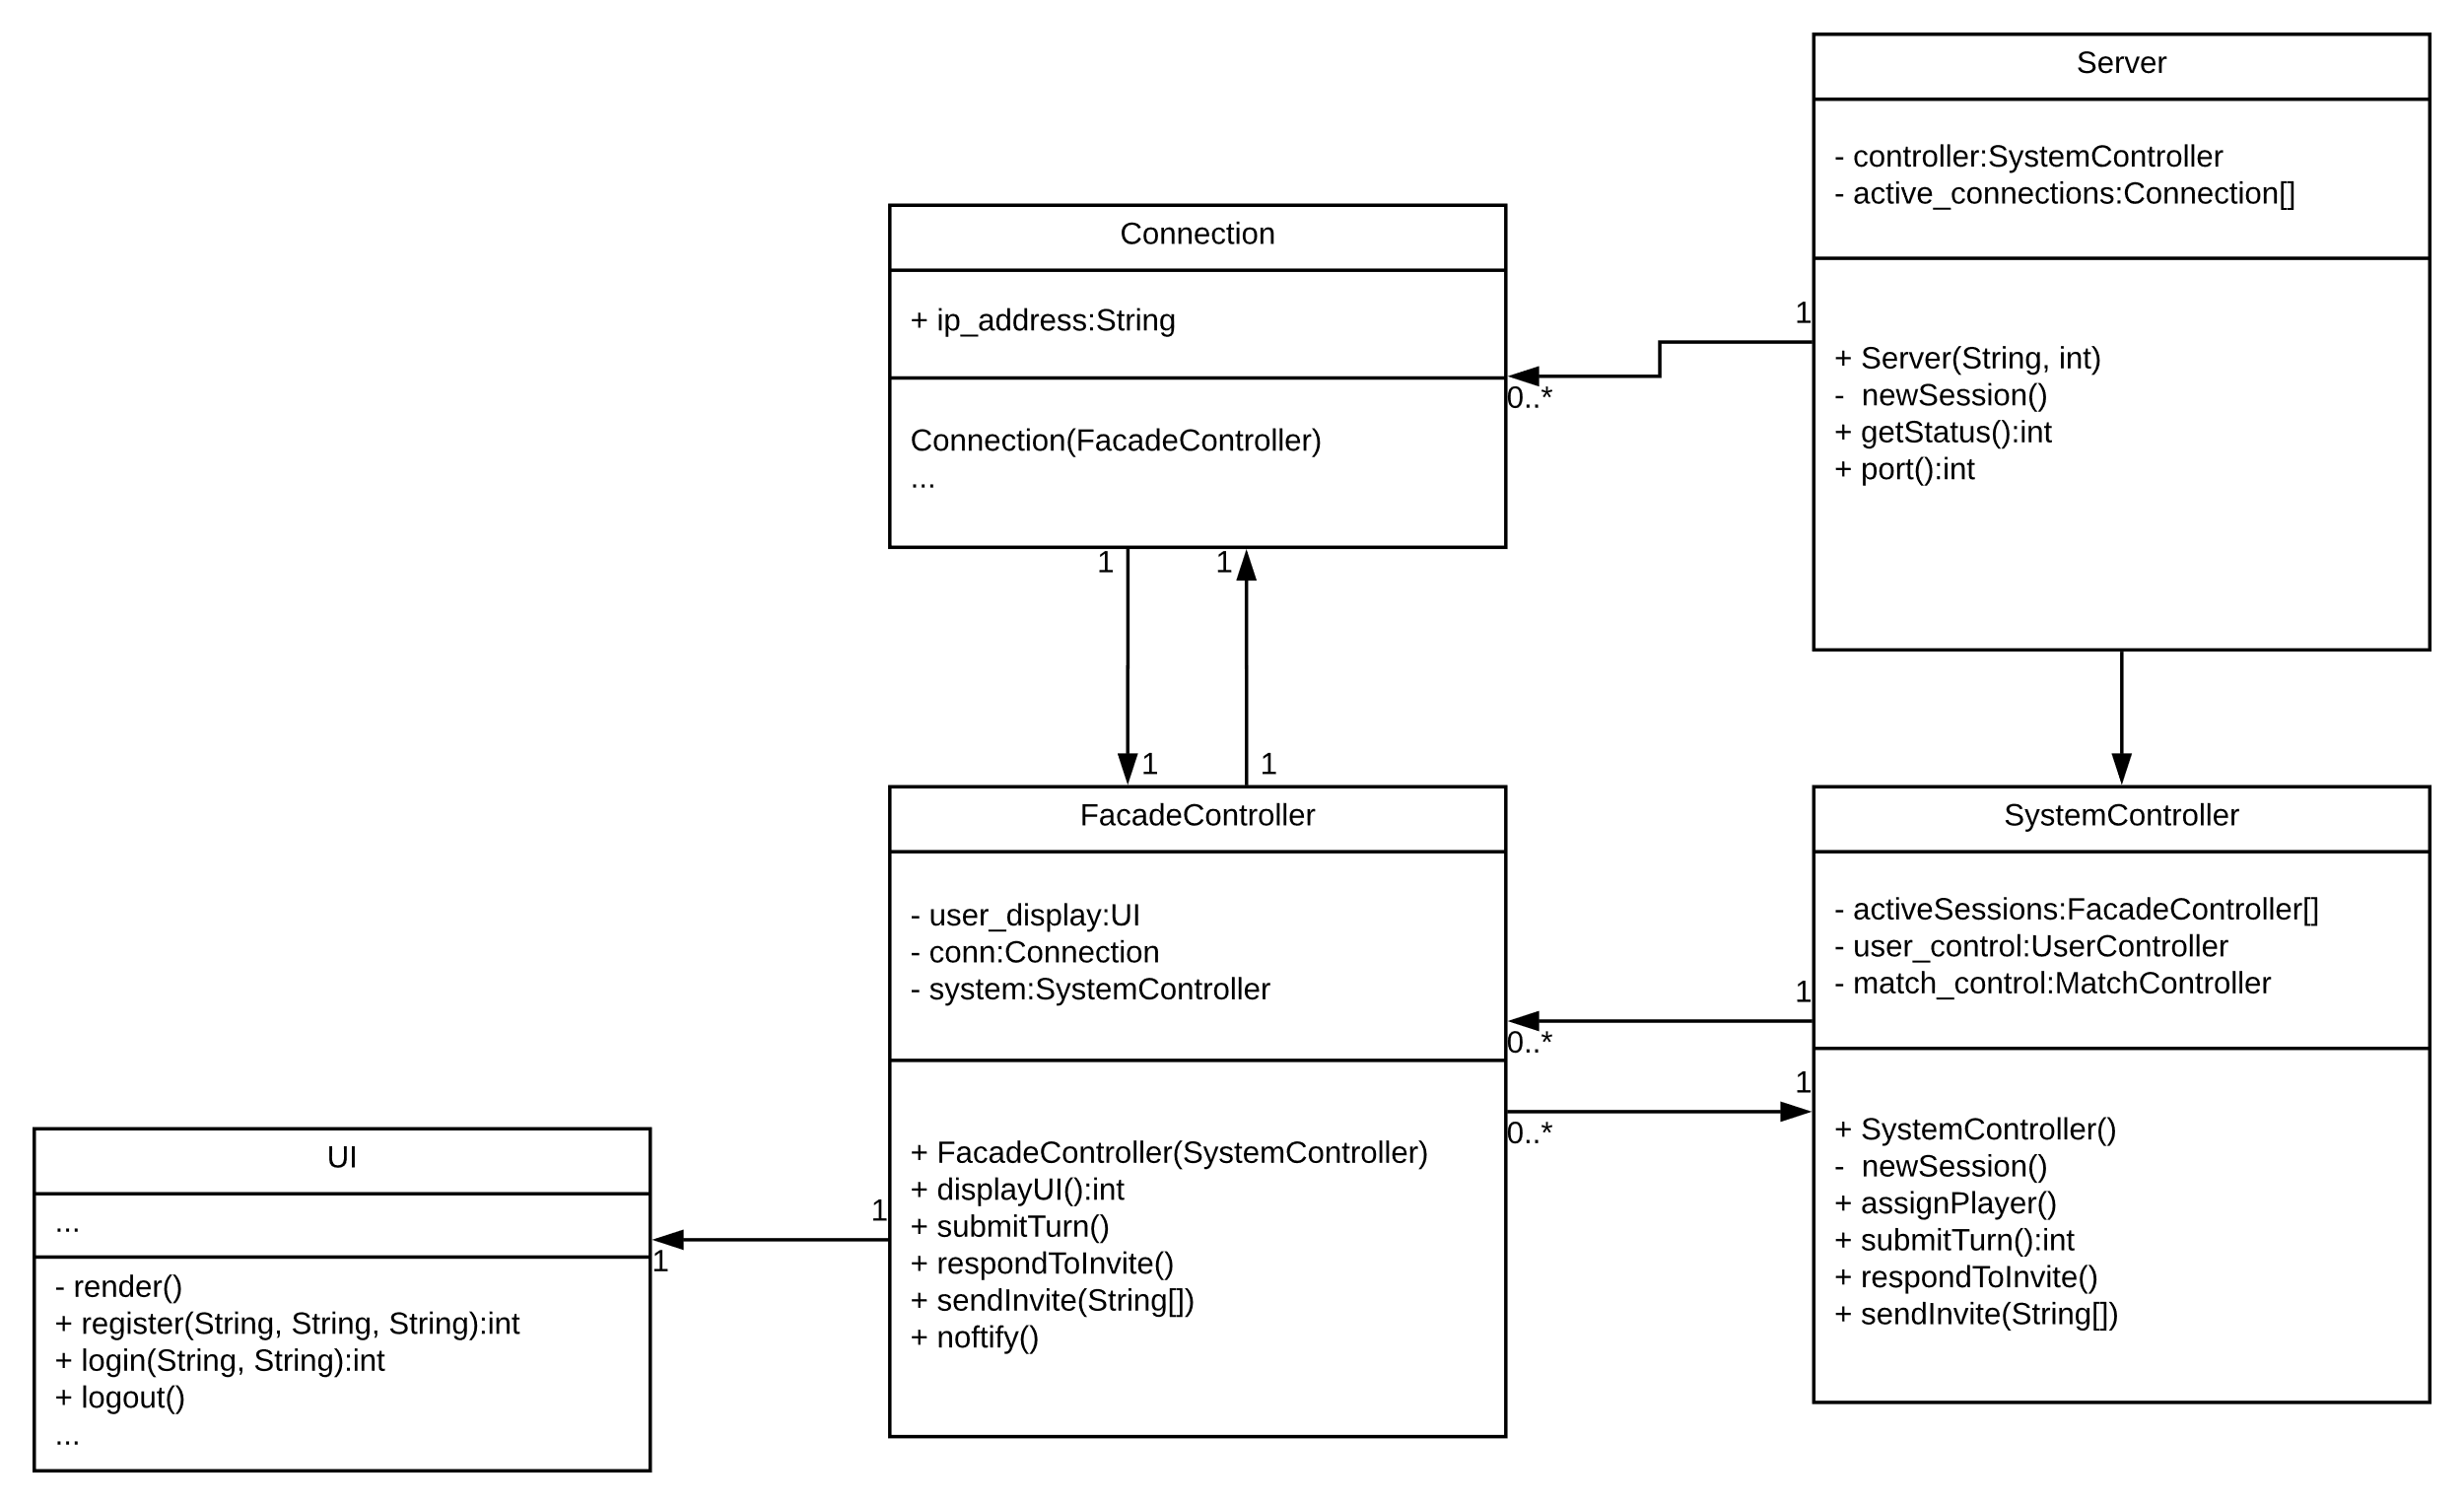 Server
- controller:SystemController
- active_connections:Connection[]
1
+ Server(String, int)
-  newSession()
+ getStatus():int
+ port():int
Connection
+ ip_address:String
0..*
Connection(FacadeController)
...
1
1
1
1
FacadeController
- user_display:UI
- conn:Connection
- system:SystemController
0..*
0..*
+ FacadeController(SystemController)
+ displayUI():int
+ submitTurn()
+ respondToInvite()
+ sendInvite(String[])
+ noftify()
SystemController
- activeSessions:FacadeController[]
- user_control:UserController
- match_control:MatchController
1
1
+ SystemController()
-  newSession()
+ assignPlayer()
+ submitTurn():int
+ respondToInvite()
+ sendInvite(String[])
UI
...
1
1
- render()
+ register(String, String, String):int
+ login(String, String):int
+ logout()
...